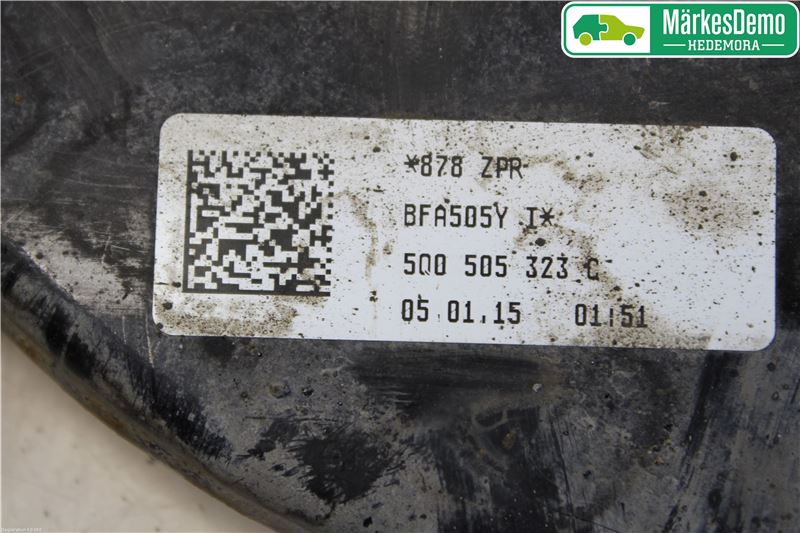 MärkesDemo
HEDEMORA
*878 ZPR
BFA505Y I*
5Q0 505 323 C
05.01.15 01:51